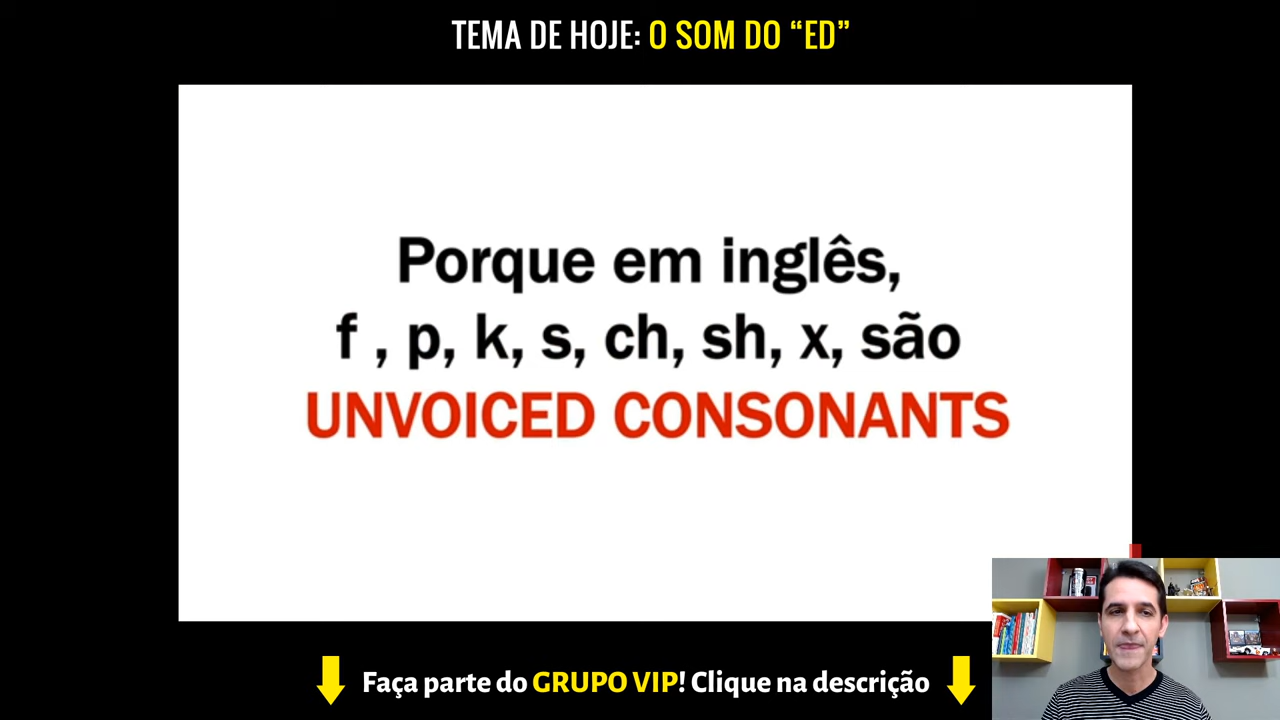 TEMA DE HOJE: O SOM DO “ED”
Porque em inglês,
f , p, k, s, ch, sh, x, são
UNVOICED CONSONANTS
Faça parte do GRUPO VIP! Clique na descrição